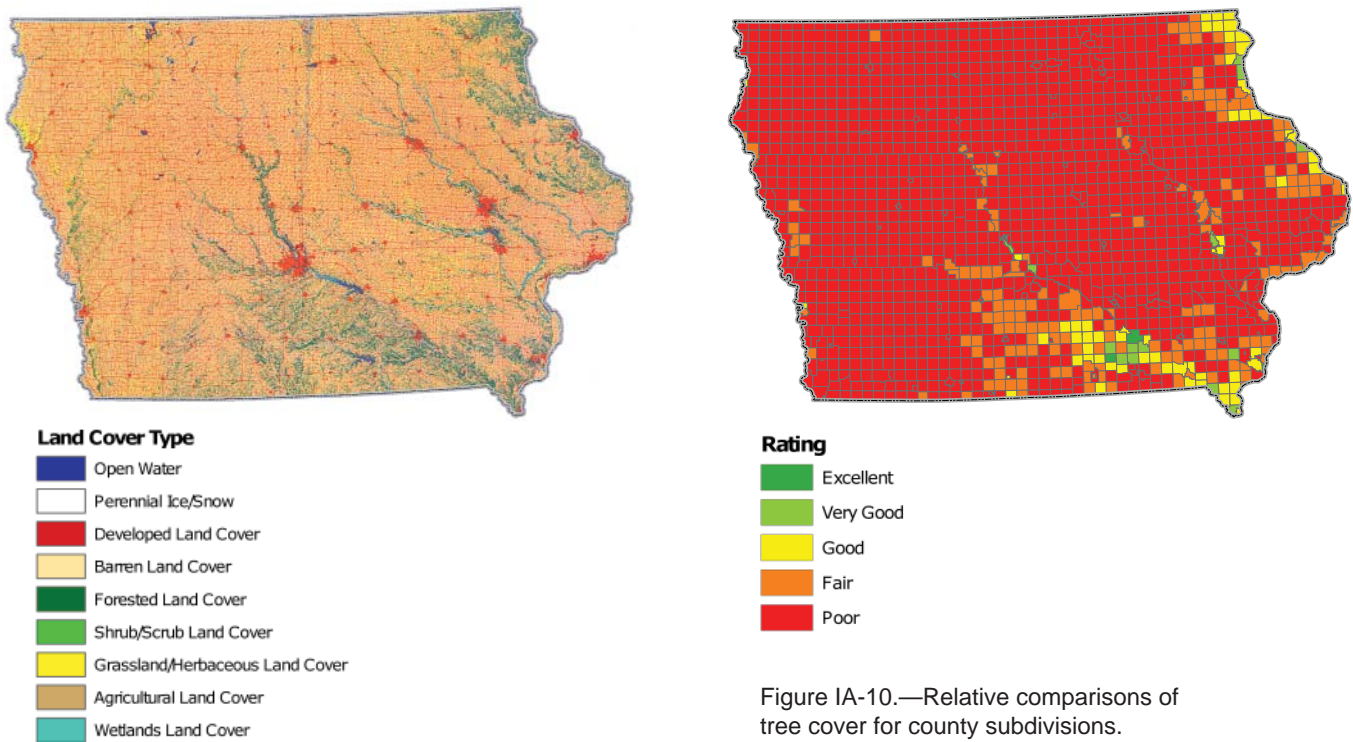 Land Cover Type
Open Water
Perennial Ice/Snow
Developed Land Cover
Barren Land Cover
Forested Land Cover
Shrub/Scrub Land Cover
Grassland/Herbaceous Land Cover
Agricultural Land Cover
Wetlands Land Cover
Rating
Excellent
Very Good
Good
Fair
Poor
Figure IA-10.—Relative comparisons of
tree cover for county subdivisions.